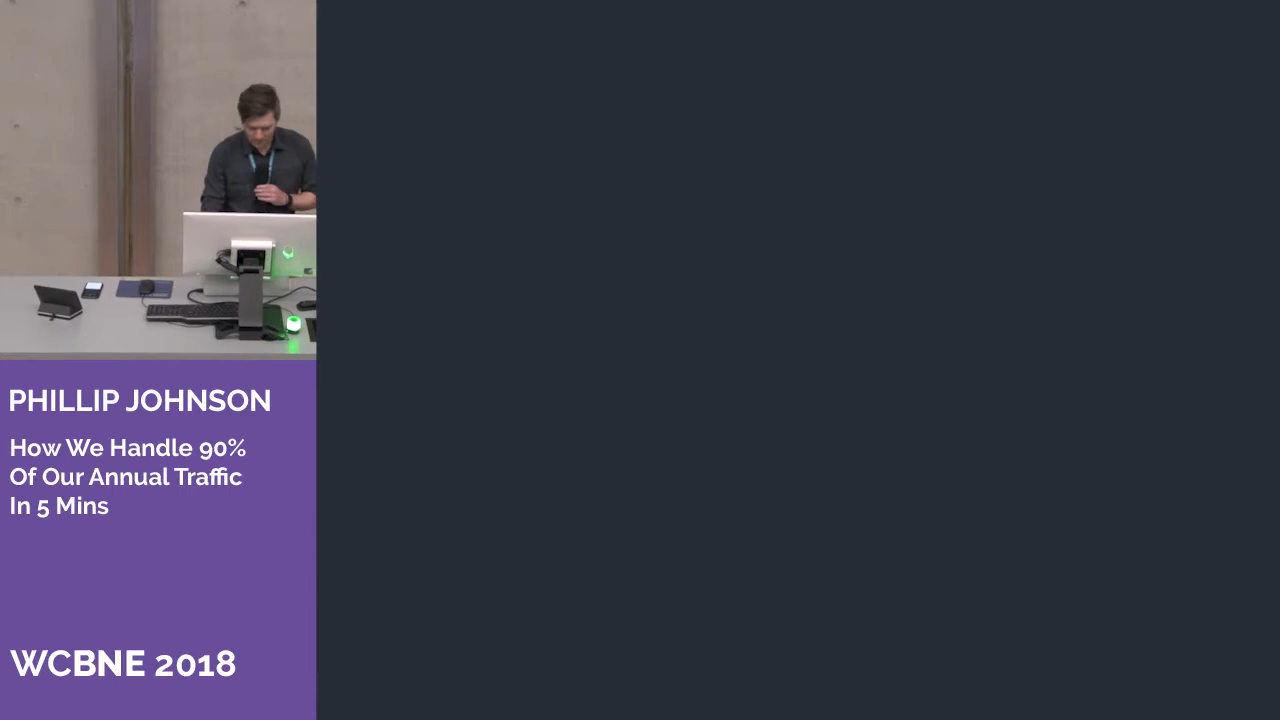 PHILLIP JOHNSON
How We Handle 90%
Of Our Annual Traffic
In 5 Mins
WCBNE 2018